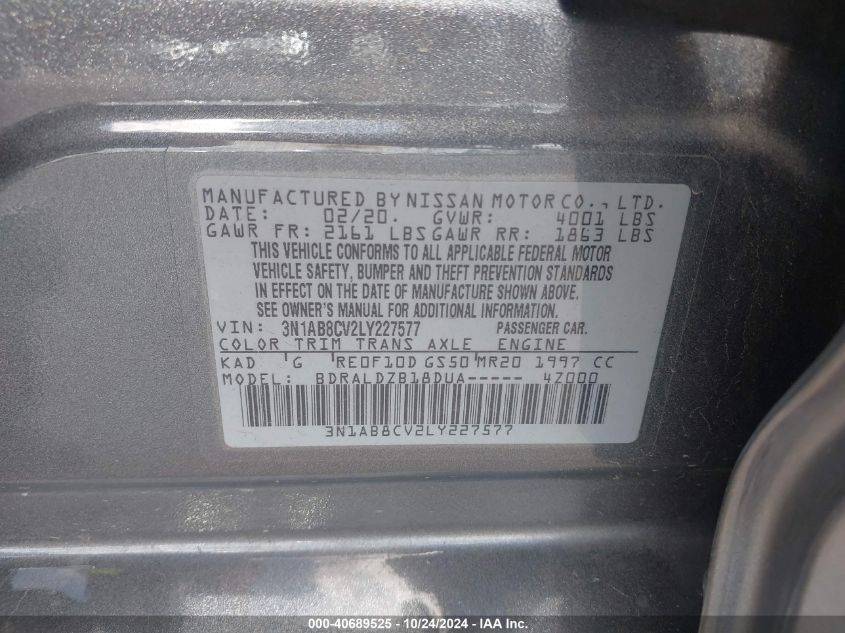 MANUFACTURED BY NISSAN MOTOR CO., LTD.
DATE: 02/20. GVWR: 4001 LBS
GAWR FR: 2161 LBS GAWR RR: 1863 LBS
THIS VEHICLE CONFORMS TO ALL APPLICABLE FEDERAL MOTOR
VEHICLE SAFETY, BUMPER AND THEFT PREVENTION STANDARDS
IN EFFECT ON THE DATE OF MANUFACTURE SHOWN ABOVE.
SEE OWNER'S MANUAL FOR ADDITIONAL INFORMATION.
VIN: 3N1AB8CV2LY227577 PASSENGER CAR.
COLOR TRIM TRANS AXLE ENGINE
KAD G RE0F10D GS50 MR20 1997 CC
MODEL: BDRALDZB18DUA----- 4Z000
3N1AB8CV2LY227577
000-40689525 - 10/24/2024 - IAAI Inc.